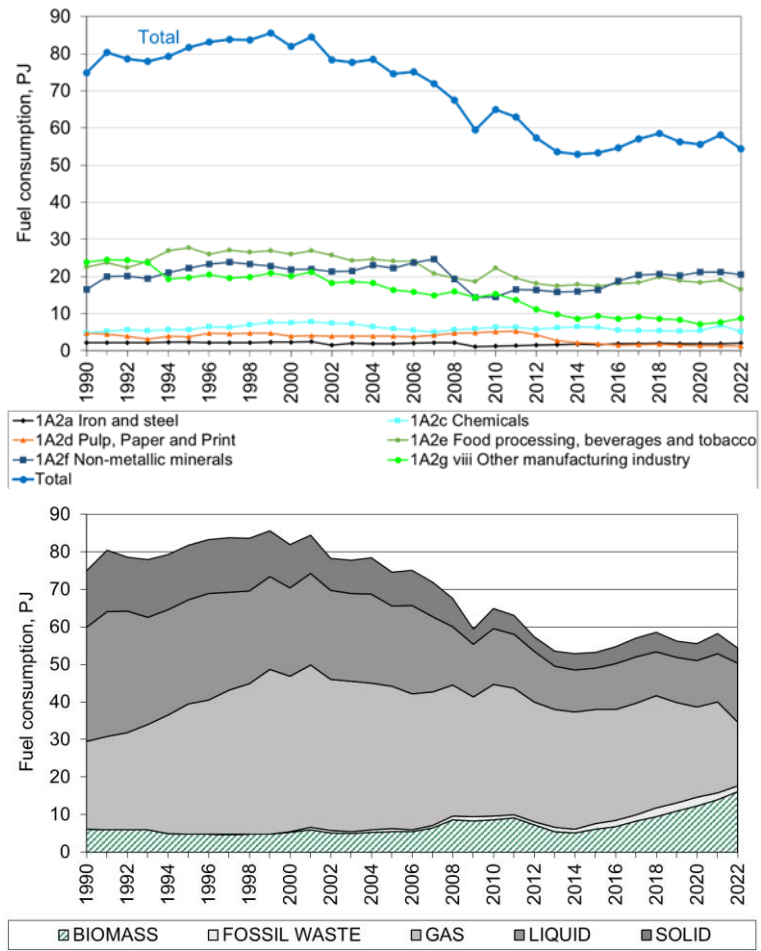 Fuel consumption, PJ
90
80
70
60
50
40
30
20
10
0
Total
1990 1992 1994 1996 1998 2000 2002 2004 2006 2008 2010 2012 2014 2016 2018 2020 2022
1A2a Iron and steel 1A2c Chemicals
1A2d Pulp, Paper and Print 1A2e Food processing, beverages and tobacco
1A2f Non-metallic minerals 1A2g viii Other manufacturing industry
Total
Fuel consumption, PJ
90
80
70
60
50
40
30
20
10
0
1990 1992 1994 1996 1998 2000 2002 2004 2006 2008 2010 2012 2014 2016 2018 2020 2022
BIOMASS FOSSIL WASTE GAS LIQUID SOLID